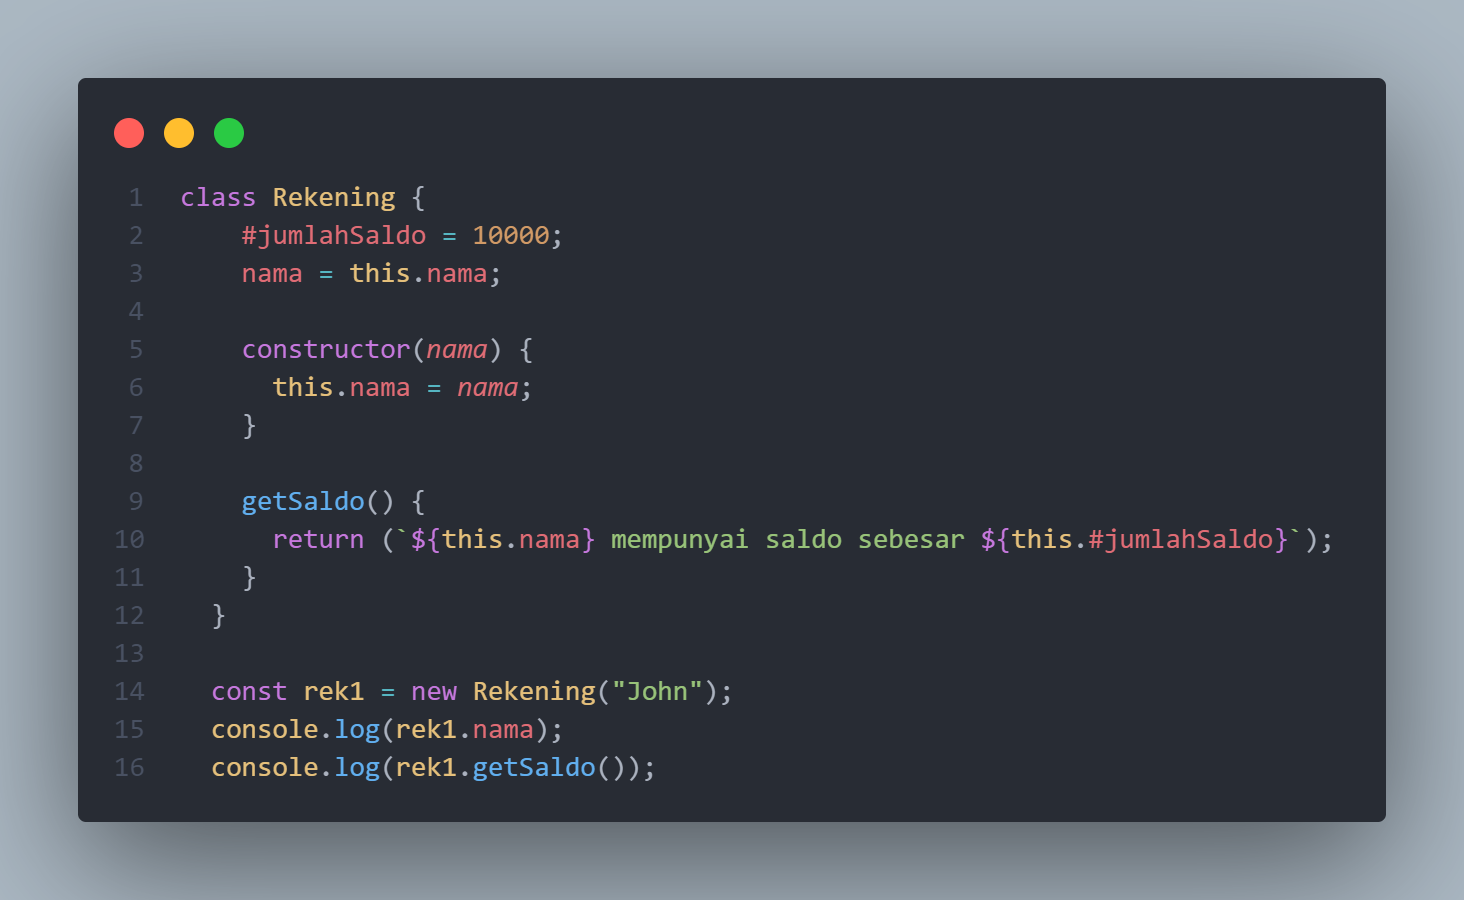 1 class Rekening {
2 #jumlahSaldo = 10000;
3 nama = this.nama;
4
5 constructor(nama) {
6 this.nama = nama;
7 }
8
9 getSaldo() {
10 return (`${this.nama} mempunyai saldo sebesar ${this.#jumlahSaldo}`);
11 }
12 }
13
14 const rek1 = new Rekening("John");
15 console.log(rek1.nama);
16 console.log(rek1.getSaldo());